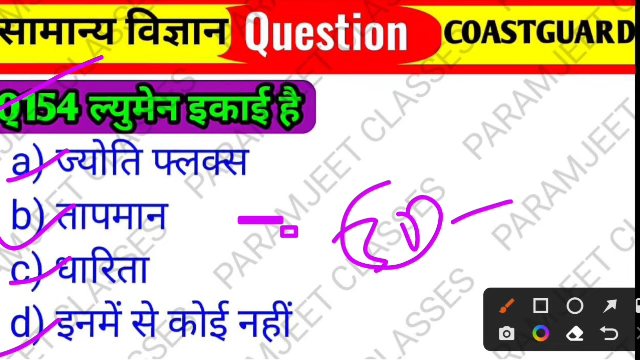 सामान्य विज्ञान Question COASTGUARD
Q154 ल्युमेन इकाई है
a) ज्योति फ्लक्स
b) तापमान
c) धारिता
d) इनमें से कोई नहीं
PARAMJEET CLASSES